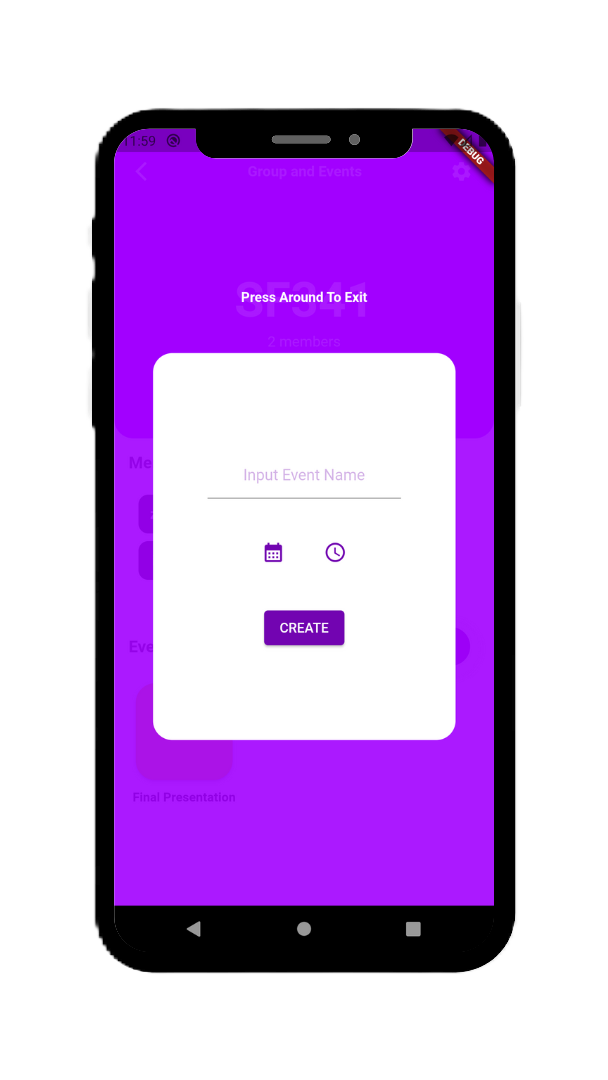 11:59
DEBUG
Group and Events
SF341
Press Around To Exit
2 members
Me
Input Event Name
CREATE
Eve
Final Presentation